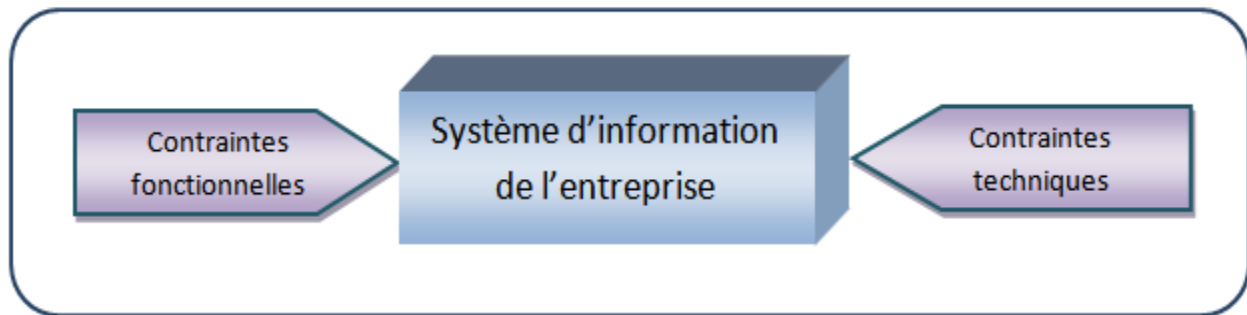 Contraintes
fonctionnelles
Système d’information
de l’entreprise
Contraintes
techniques